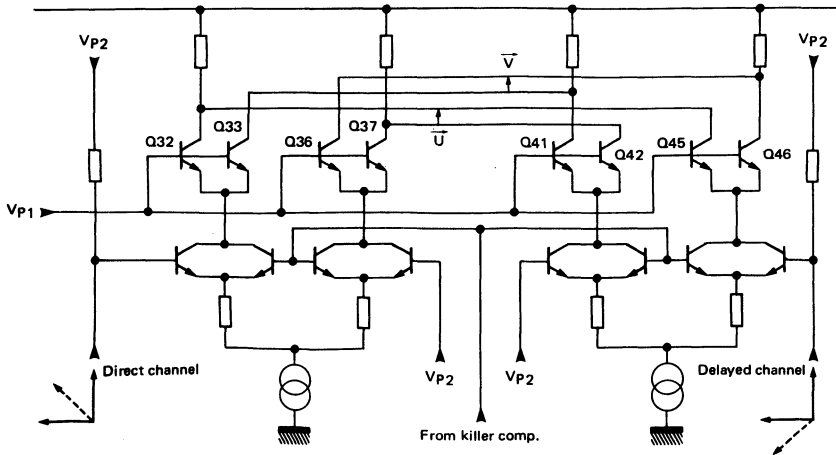 VP2
V
VP2
Q32
Q33
Q36
Q37
U
Q41
Q42
Q45
Q46
VP1
Direct channel
VP2
VP2
Delayed channel
From killer comp.